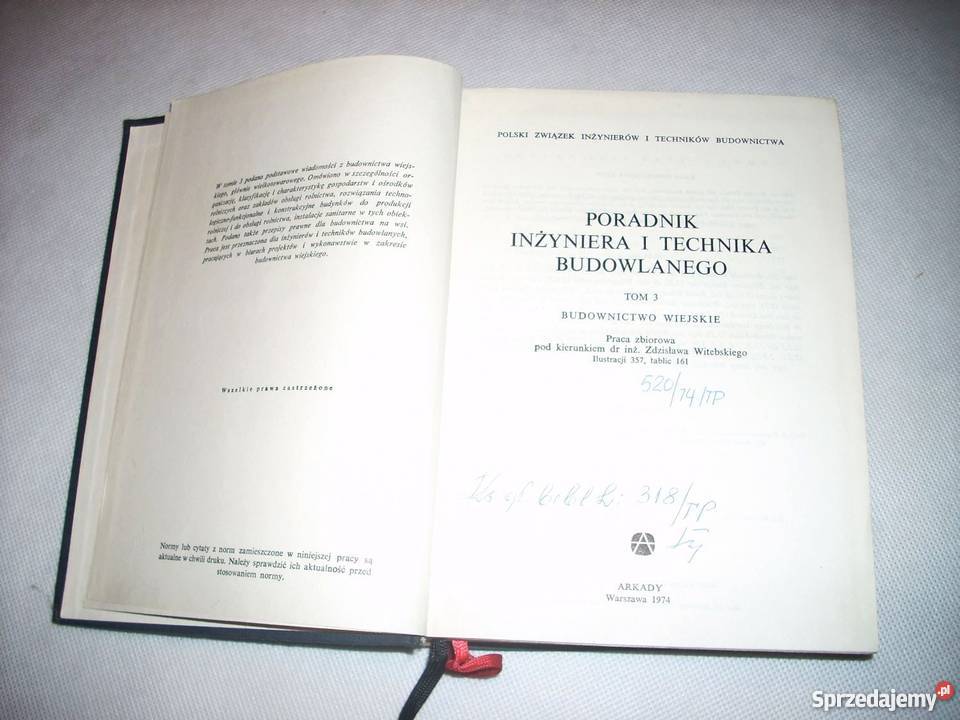 W tomie 3 podano podstawowe wiadomości z budownictwa wiejs-
kiego, głównie wielkotowarowego. Omówiono w szczególności or-
ganizację, klasyfikację i charakterystykę gospodarstw i ośrodków
rolniczych oraz zakładów obsługi rolnictwa, rozwiązania techno-
logiczno-funkcjonalne i konstrukcyjne budynków do produkcji
rolniczej i do obsługi rolnictwa, instalacje sanitarne w tych obiek-
tach. Podano także przepisy prawne dla budownictwa na wsi.
Praca jest przeznaczona dla inżynierów i techników budowlanych,
pracujących w biurach projektów i wykonawstwie w zakresie
budownictwa wiejskiego.
Wszelkie prawa zastrzeżone
Normy lub cytaty z norm zamieszczone w niniejszej pracy są
aktualne w chwili druku. Należy sprawdzić ich aktualność przed
stosowaniem normy.
POLSKI ZWIĄZEK INŻYNIERÓW I TECHNIKÓW BUDOWNICTWA
PORADNIK
INŻYNIERA I TECHNIKA
BUDOWLANEGO
TOM 3
BUDOWNICTWO WIEJSKIE
Praca zbiorowa
pod kierunkiem dr inż. Zdzisława Witebskiego
Ilustracji 357, tablic 161
520/74/TP
318/TP
ARKADY
Warszawa 1974
Sprzedajemy.pl